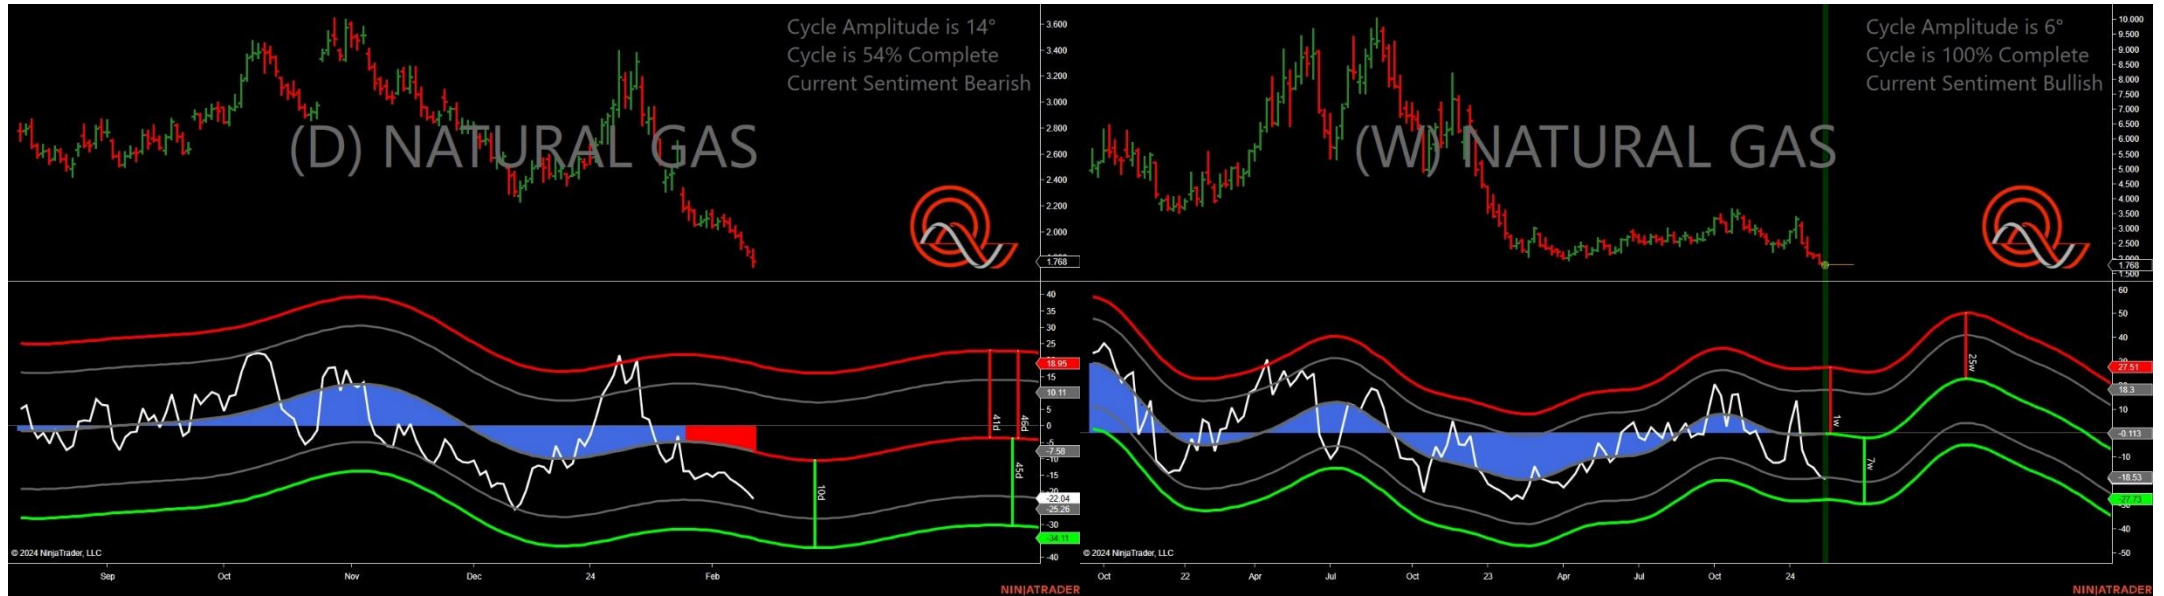 Cycle Amplitude is 14°
Cycle is 54% Complete
Current Sentiment Bearish
(D) NATURAL GAS
3.600
3.400
3.200
3.000
2.800
2.600
2.400
2.200
2.000
1.768
40
35
30
25
18.95
15
10.11
5
0
-5
-7.58
-10
-15
-22.04
-25.26
-30
-34.11
-40
41d
46d
45d
10d
© 2024 NinjaTrader, LLC
Sep
Oct
Nov
Dec
24
Feb
NINJATRADER
Cycle Amplitude is 6°
Cycle is 100% Complete
Current Sentiment Bullish
(W) NATURAL GAS
10.000
9.500
9.000
8.500
8.000
7.500
7.000
6.500
6.000
5.500
5.000
4.500
4.000
3.500
3.000
2.500
1.768
1.500
60
50
40
27.51
18.3
10
-0.113
-10
-18.53
-27.73
-40
-50
25w
1w
7w
© 2024 NinjaTrader, LLC
Oct
22
Apr
Jul
Oct
23
Apr
Jul
Oct
24
NINJATRADER